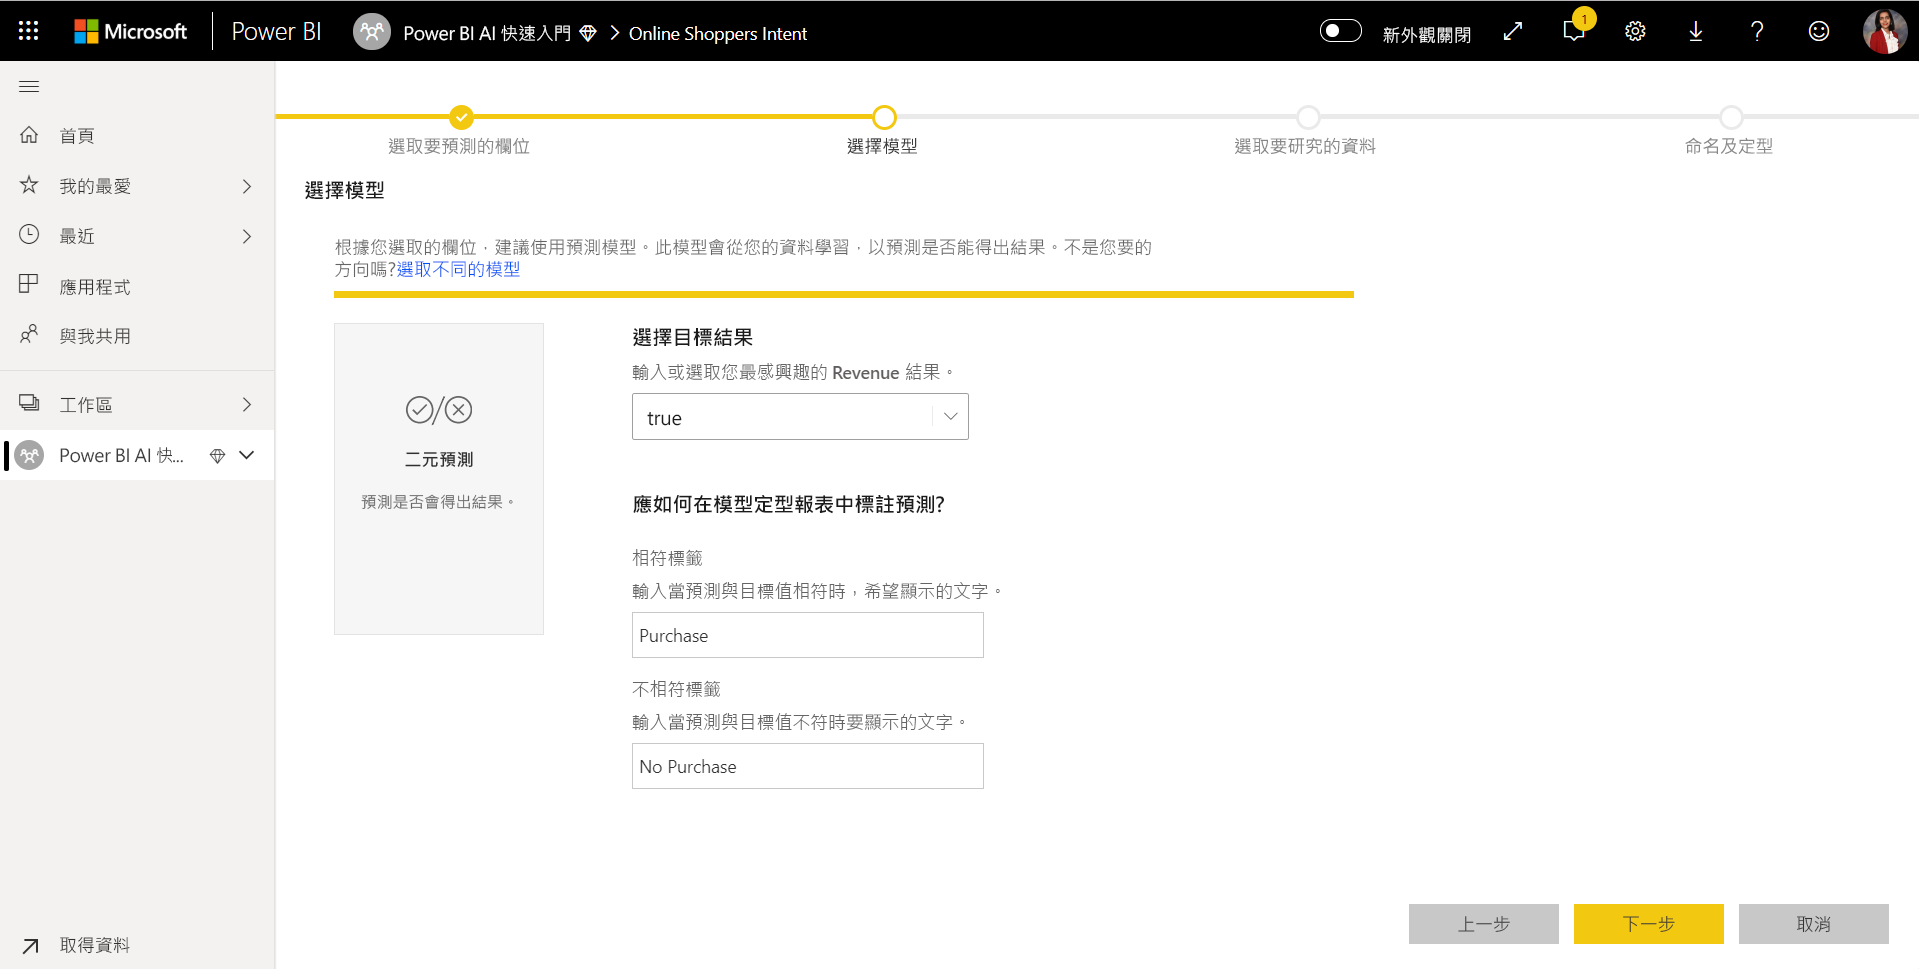 Microsoft Power BI Power BI AI 快速入門 Online Shoppers Intent 新外觀關閉 1
首頁
我的最愛
最近
應用程式
與我共用
工作區
Power BI AI 快...
取得資料
選取要預測的欄位 選擇模型 選取要研究的資料 命名及定型
選擇模型
根據您選取的欄位，建議使用預測模型。此模型會從您的資料學習，以預測是否能得出結果。不是您要的
方向嗎?選取不同的模型
二元預測
預測是否會得出結果。
選擇目標結果
輸入或選取您最感興趣的 Revenue 結果。
true
應如何在模型定型報表中標註預測?
相符標籤
輸入當預測與目標值相符時，希望顯示的文字。
Purchase
不相符標籤
輸入當預測與目標值不符時要顯示的文字。
No Purchase
上一步 下一步 取消